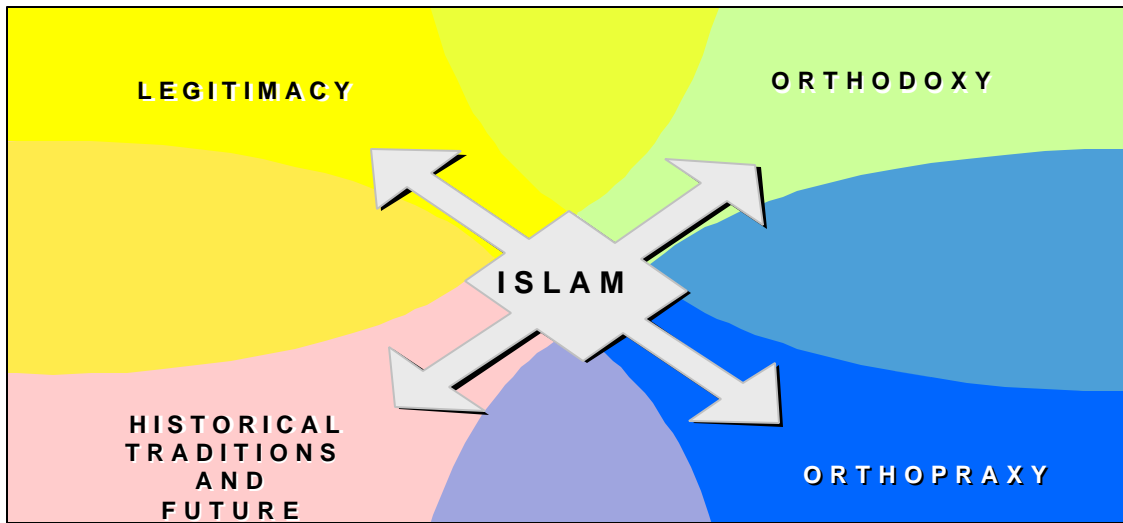 LEGITIMACY
ORTHODOXY
ISLAM
HISTORICAL
TRADITIONS
AND
FUTURE
ORTHOPRAXY